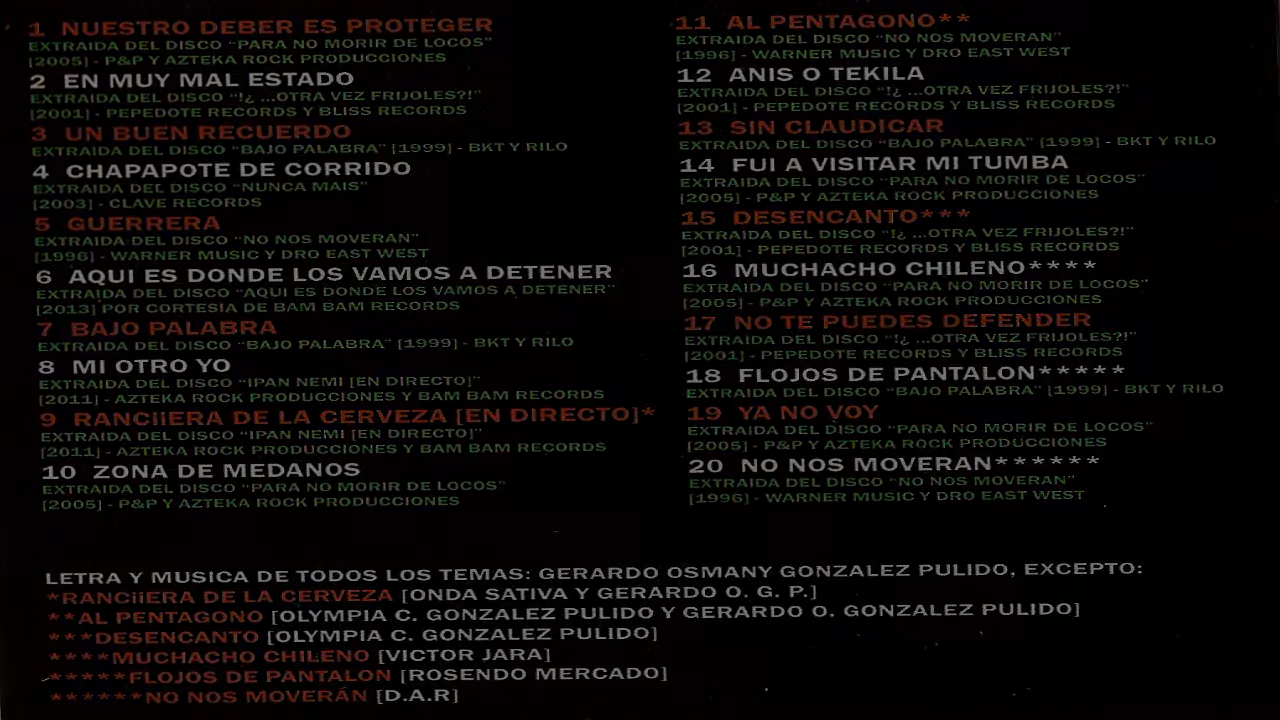 1 NUESTRO DEBER ES PROTEGER
EXTRAIDA DEL DISCO "PARA NO MORIR DE LOCOS"
[2005] - P&P Y AZTEKA ROCK PRODUCCIONES
2 EN MUY MAL ESTADO
EXTRAIDA DEL DISCO "!¿ ...OTRA VEZ FRIJOLES?!"
[2001] - PEPEDOTE RECORDS Y BLISS RECORDS
3 UN BUEN RECUERDO
EXTRAIDA DEL DISCO "BAJO PALABRA" [1999] - BKT Y RILO
4 CHAPAPOTE DE CORRIDO
EXTRAIDA DEL DISCO "NUNCA MAIS"
[2003] - CLAVE RECORDS
5 GUERRERA
EXTRAIDA DEL DISCO "NO NOS MOVERAN"
[1996] - WARNER MUSIC Y DRO EAST WEST
6 AQUI ES DONDE LOS VAMOS A DETENER
EXTRAIDA DEL DISCO "AQUI ES DONDE LOS VAMOS A DETENER"
[2013] POR CORTESIA DE BAM BAM RECORDS
7 BAJO PALABRA
EXTRAIDA DEL DISCO "BAJO PALABRA" [1999] - BKT Y RILO
8 MI OTRO YO
EXTRAIDA DEL DISCO "IPAN NEMI [EN DIRECTO]"
[2011] - AZTEKA ROCK PRODUCCIONES Y BAM BAM RECORDS
9 RANCiiERA DE LA CERVEZA [EN DIRECTO]*
EXTRAIDA DEL DISCO "IPAN NEMI [EN DIRECTO]"
[2011] - AZTEKA ROCK PRODUCCIONES Y BAM BAM RECORDS
10 ZONA DE MEDANOS
EXTRAIDA DEL DISCO "PARA NO MORIR DE LOCOS"
[2005] - P&P Y AZTEKA ROCK PRODUCCIONES
11 AL PENTAGONO**
EXTRAIDA DEL DISCO "NO NOS MOVERAN"
[1996] - WARNER MUSIC Y DRO EAST WEST
12 ANIS O TEKILA
EXTRAIDA DEL DISCO "!¿ ...OTRA VEZ FRIJOLES?!"
[2001] - PEPEDOTE RECORDS Y BLISS RECORDS
13 SIN CLAUDICAR
EXTRAIDA DEL DISCO "BAJO PALABRA" [1999] - BKT Y RILO
14 FUI A VISITAR MI TUMBA
EXTRAIDA DEL DISCO "PARA NO MORIR DE LOCOS"
[2005] - P&P Y AZTEKA ROCK PRODUCCIONES
15 DESENCANTO***
EXTRAIDA DEL DISCO "!¿ ...OTRA VEZ FRIJOLES?!"
[2001] - PEPEDOTE RECORDS Y BLISS RECORDS
16 MUCHACHO CHILENO****
EXTRAIDA DEL DISCO "PARA NO MORIR DE LOCOS"
[2005] - P&P Y AZTEKA ROCK PRODUCCIONES
17 NO TE PUEDES DEFENDER
EXTRAIDA DEL DISCO "!¿ ...OTRA VEZ FRIJOLES?!"
[2001] - PEPEDOTE RECORDS Y BLISS RECORDS
18 FLOJOS DE PANTALON*****
EXTRAIDA DEL DISCO "BAJO PALABRA" [1999] - BKT Y RILO
19 YA NO VOY
EXTRAIDA DEL DISCO "PARA NO MORIR DE LOCOS"
[2005] - P&P Y AZTEKA ROCK PRODUCCIONES
20 NO NOS MOVERAN******
EXTRAIDA DEL DISCO "NO NOS MOVERAN"
[1996] - WARNER MUSIC Y DRO EAST WEST
LETRA Y MUSICA DE TODOS LOS TEMAS: GERARDO OSMANY GONZALEZ PULIDO, EXCEPTO:
*RANCiiERA DE LA CERVEZA [ONDA SATIVA Y GERARDO O. G. P.]
**AL PENTAGONO [OLYMPIA C. GONZALEZ PULIDO Y GERARDO O. GONZALEZ PULIDO]
***DESENCANTO [OLYMPIA C. GONZALEZ PULIDO]
****MUCHACHO CHILENO [VICTOR JARA]
*****FLOJOS DE PANTALON [ROSENDO MERCADO]
******NO NOS MOVERÁN [D.A.R]